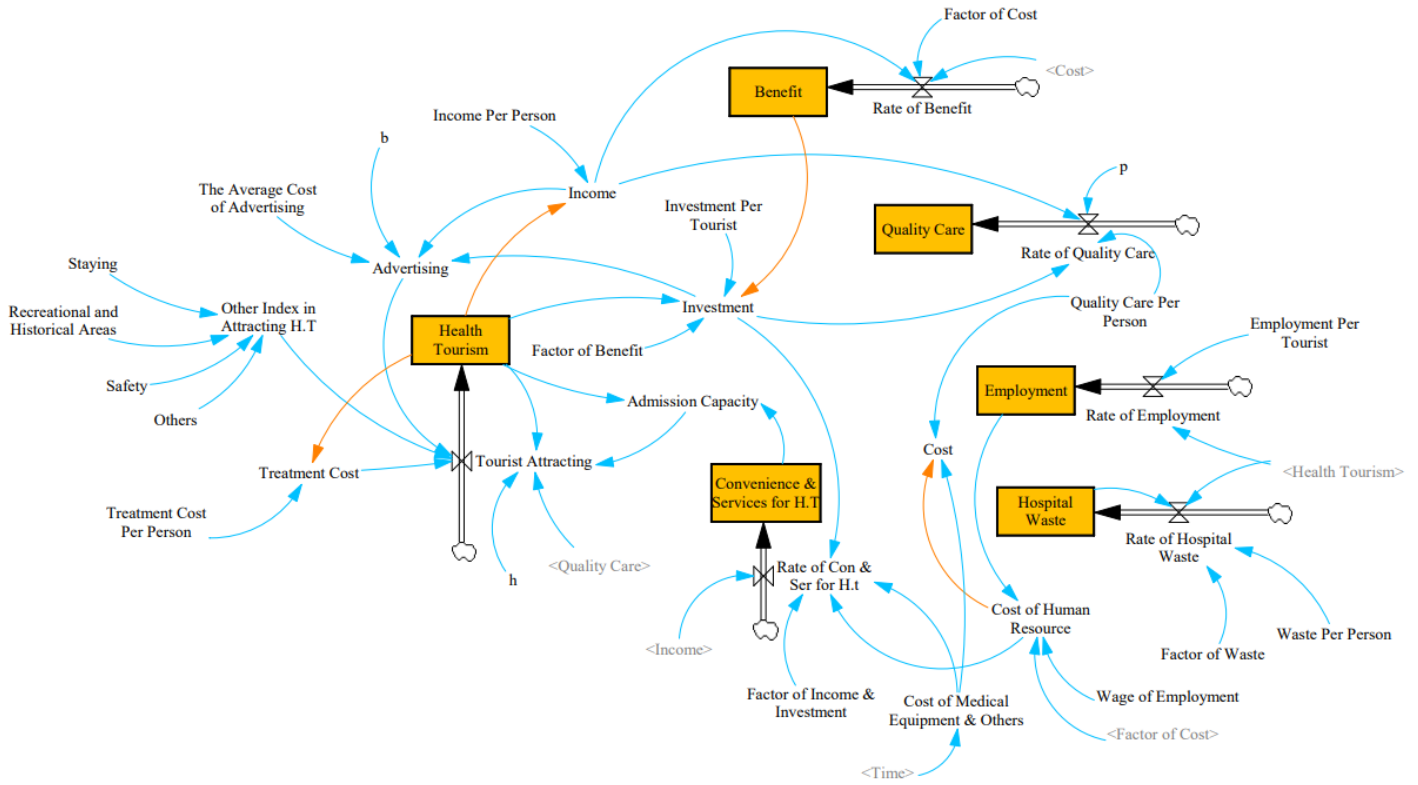 Factor of Cost
<Cost>
Benefit
Rate of Benefit
Income Per Person
b
p
The Average Cost
of Advertising
Income
Investment Per
Tourist
Quality Care
Rate of Quality Care
Staying
Advertising
Recreational and
Historical Areas
Other Index in
Attracting H.T
Investment
Quality Care Per
Person
Health
Tourism
Factor of Benefit
Employment Per
Tourist
Safety
Others
Admission Capacity
Employment
Rate of Employment
Treatment Cost
Tourist Attracting
Cost
<Health Tourism>
Convenience &
Services for H.T
Hospital
Waste
Treatment Cost
Per Person
Rate of Hospital
Waste
<Quality Care>
h
Rate of Con &
Ser for H.t
Cost of Human
Resource
Waste Per Person
<Income>
Factor of Waste
Factor of Income &
Investment
Cost of Medical
Equipment & Others
Wage of Employment
<Factor of Cost>
<Time>